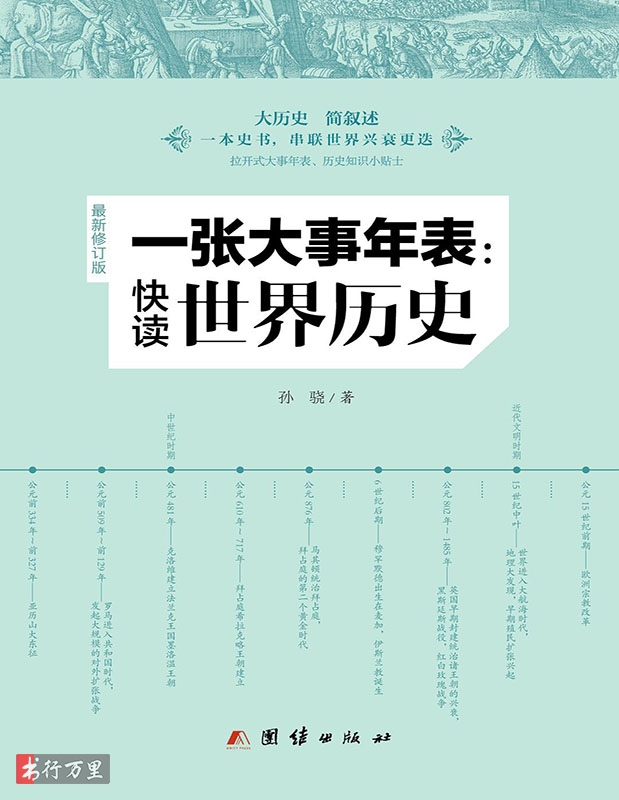 大历史 简叙述
一本史书，串联世界兴衰更迭
拉开式大事年表、历史知识小贴士
最新修订版
一张大事年表：
快读
世界历史
孙 骁/著
中世纪时期
近代文明时期
公元前334年~前327年——亚历山大东征
……
公元前509年~前129年——罗马进入共和国时代，
发起大规模的对外扩张战争
……
公元481年——克洛维建立法兰克王国墨洛温王朝
……
公元610年~717年——拜占庭希拉克略王朝建立
……
公元876年——马其顿统治拜占庭，
拜占庭的第二个黄金时代
……
6世纪后期——穆罕默德出生在麦加，伊斯兰教诞生
……
公元802年~1485年——英国早期封建统治诸王朝的兴衰，
黑斯廷斯战役，红白玫瑰战争
……
15世纪中叶——世界进入大航海时代，
地理大发现，早期殖民扩张兴起
……
公元15世纪前期——欧洲宗教改革
UNITY PRESS
团结出版社
书行万里